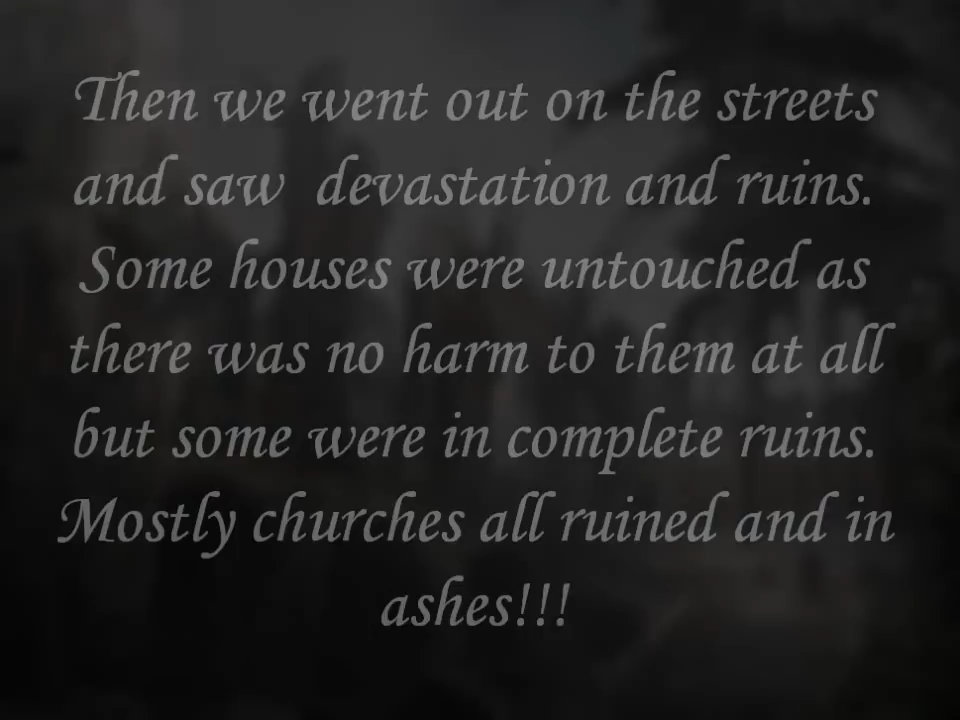 Then we went out on the streets
and saw  devastation and ruins.
Some houses were untouched as
there was no harm to them at all
but some were in complete ruins.
Mostly churches all ruined and in
ashes!!!